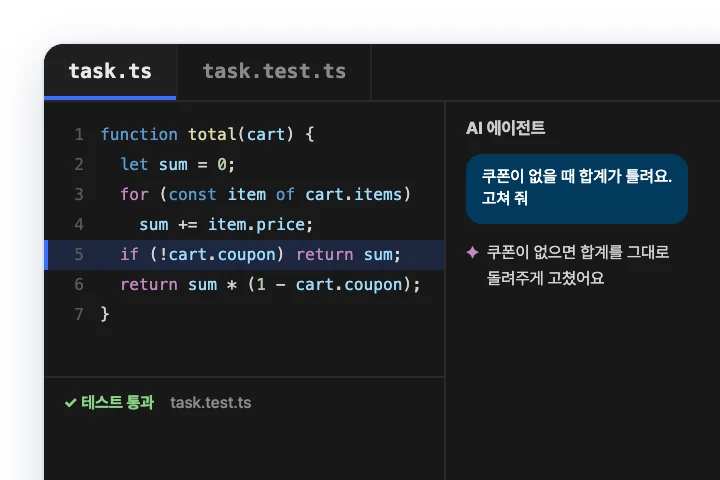 task.ts task.test.ts
1 function total(cart) {
2 let sum = 0;
3 for (const item of cart.items)
4 sum += item.price;
5 if (!cart.coupon) return sum;
6 return sum * (1 - cart.coupon);
7 }
✓ 테스트 통과 task.test.ts
AI 에이전트
쿠폰이 없을 때 합계가 틀려요.
고쳐 줘
✦ 쿠폰이 없으면 합계를 그대로
돌려주게 고쳤어요